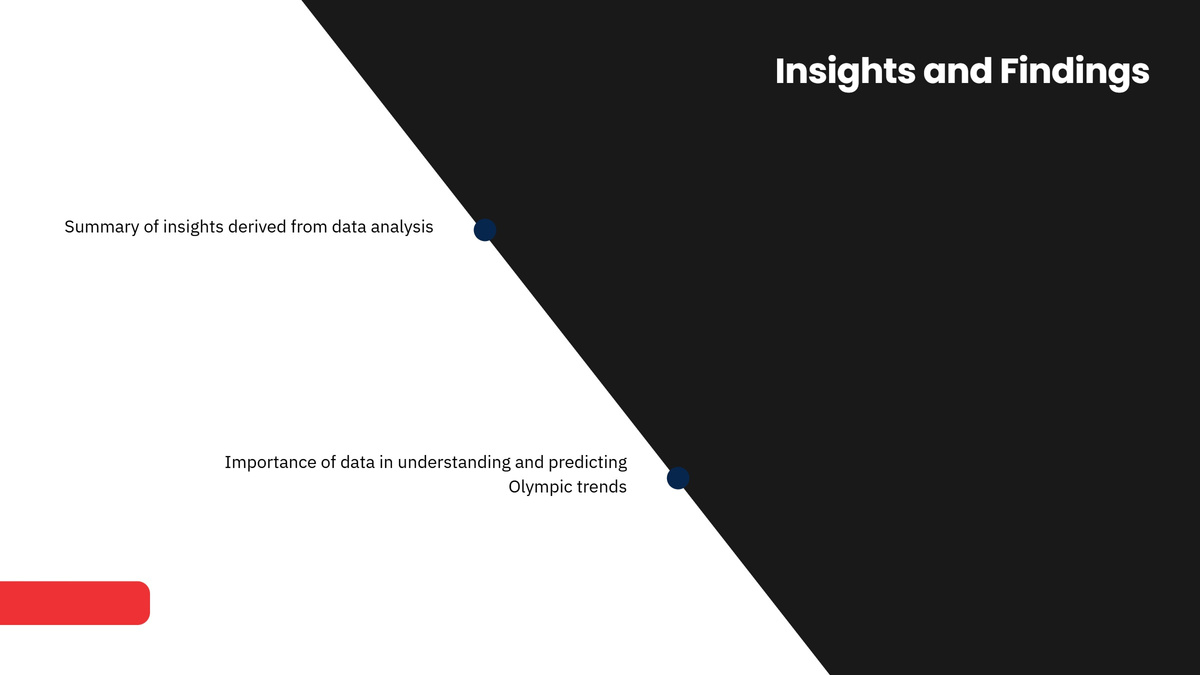 Insights and Findings
Summary of insights derived from data analysis
Importance of data in understanding and predicting
Olympic trends